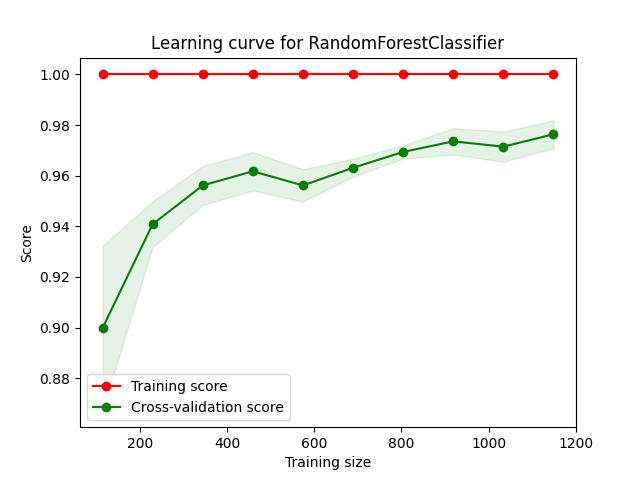 Learning curve for RandomForestClassifier
1.00
0.98
0.96
0.94
0.92
0.90
0.88
Score
Training score
Cross-validation score
200
400
600
800
1000
1200
Training size